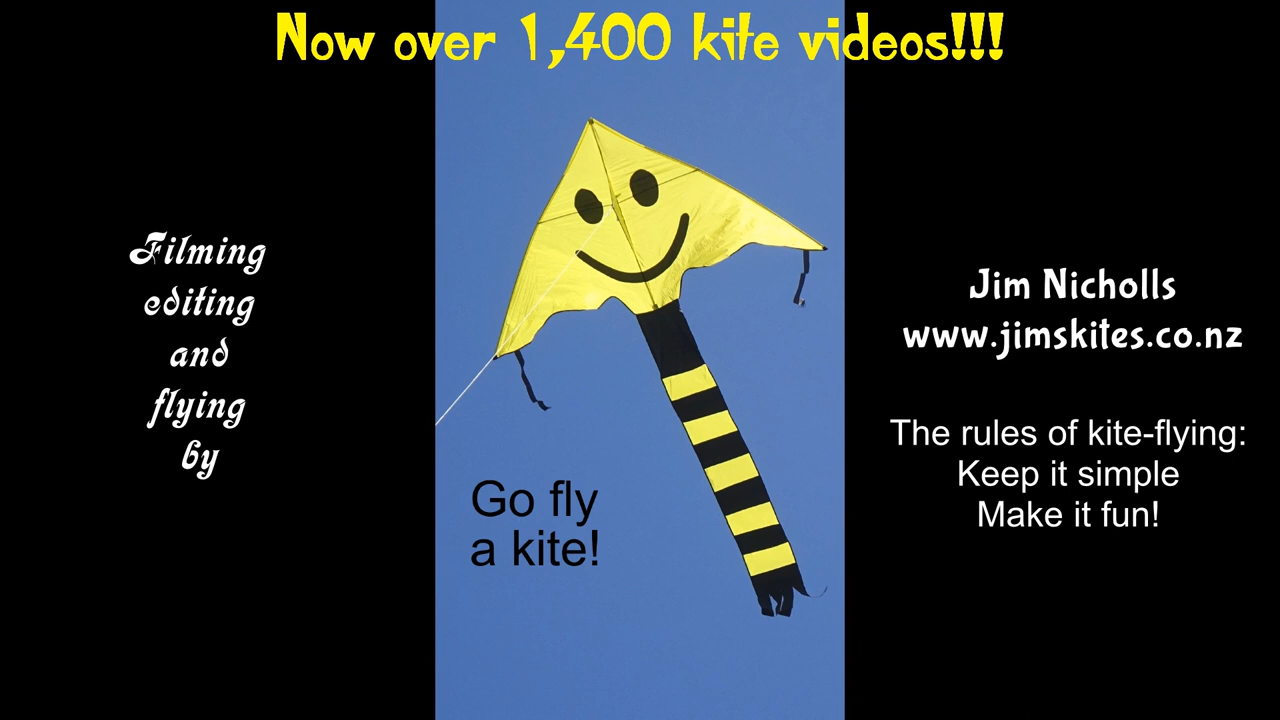 Now over 1,400 kite videos!!!
Filming
editing
and
flying
by
Go fly
a kite!
Jim Nicholls
www.jimskites.co.nz
The rules of kite-flying:
Keep it simple
Make it fun!